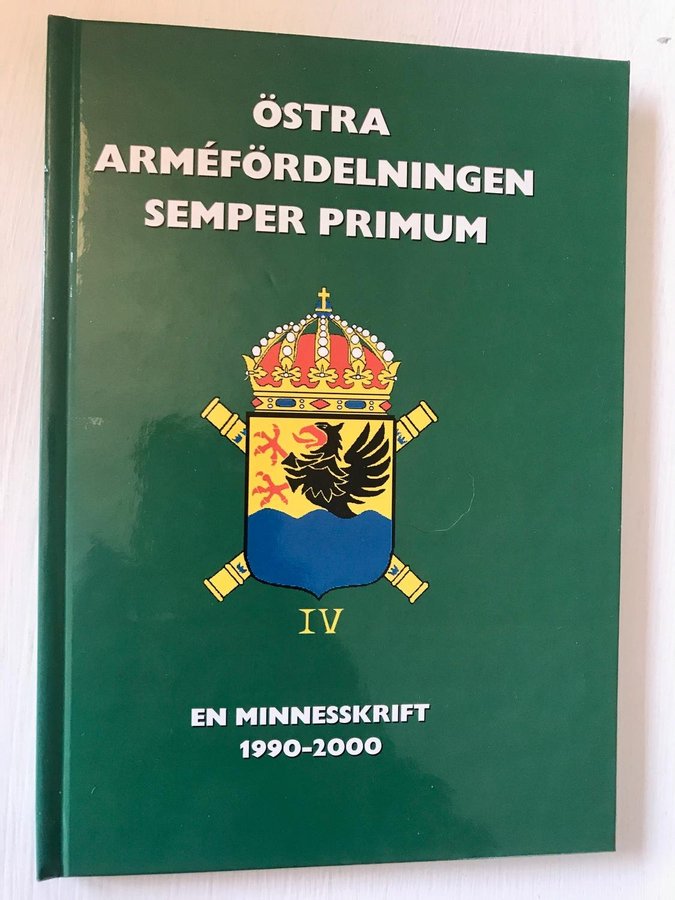 ÖSTRA
ARMÉFÖRDELNINGEN
SEMPER PRIMUM
IV
EN MINNESSKRIFT
1990-2000